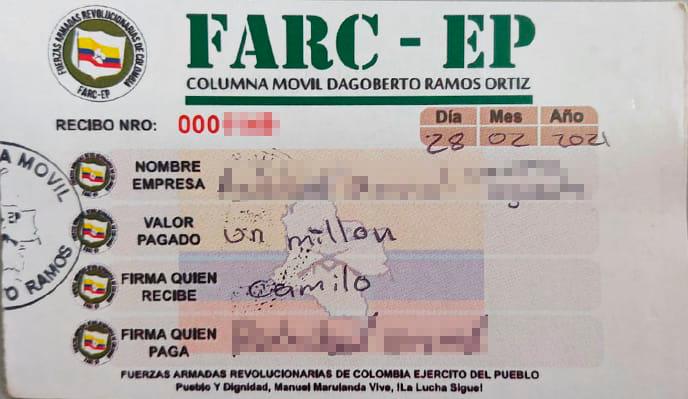 FUERZAS ARMADAS REVOLUCIONARIAS DE COLOMBIA
FARC-EP
FARC - EP
COLUMNA MOVIL DAGOBERTO RAMOS ORTIZ
RECIBO NRO: 000
Día Mes Año
28 02 2021
NOMBRE
EMPRESA
VALOR
PAGADO
un millon
FIRMA QUIEN
RECIBE
Camilo
FIRMA QUIEN
PAGA
A MOVIL
EP
O RAMOS
FUERZAS ARMADAS REVOLUCIONARIAS DE COLOMBIA EJERCITO DEL PUEBLO
Pueblo Y Dignidad, Manuel Marulanda Vive, !La Lucha Sigue!